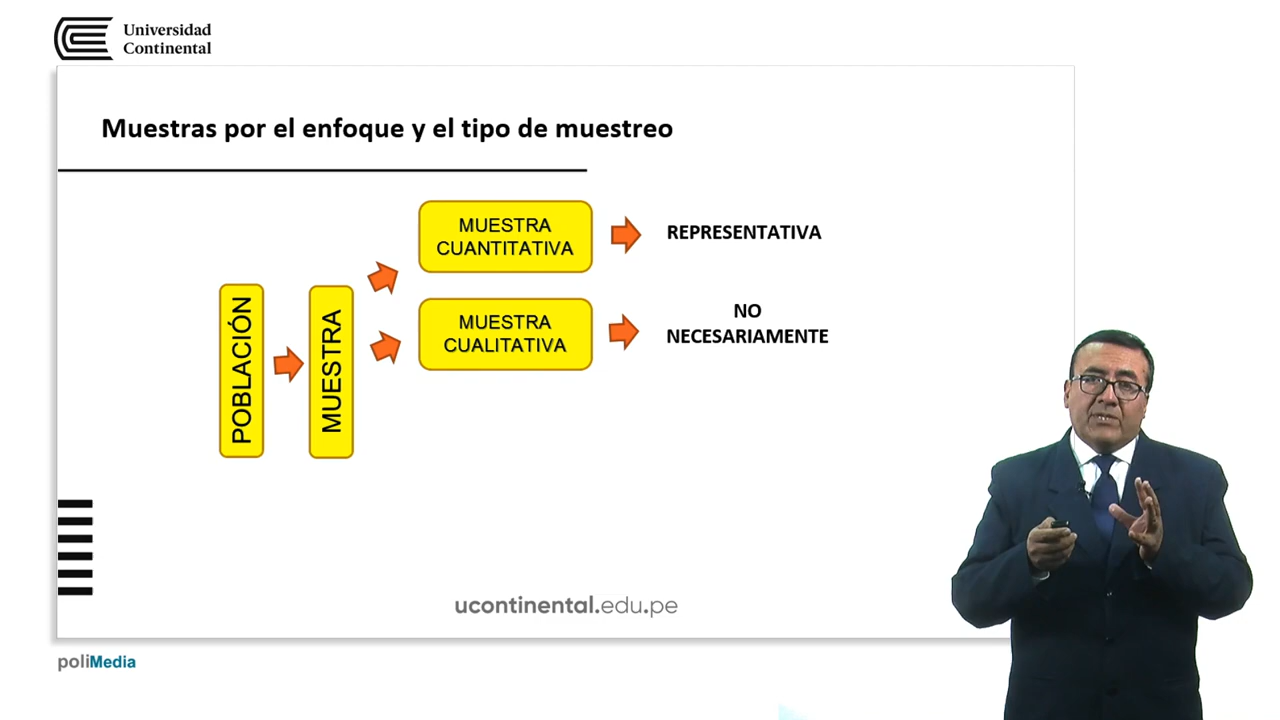 Universidad
Continental
Muestras por el enfoque y el tipo de muestreo
MUESTRA
CUANTITATIVA
REPRESENTATIVA
POBLACIÓN
MUESTRA
MUESTRA
CUALITATIVA
NO
NECESARIAMENTE
ucontinental.edu.pe
poliMedia